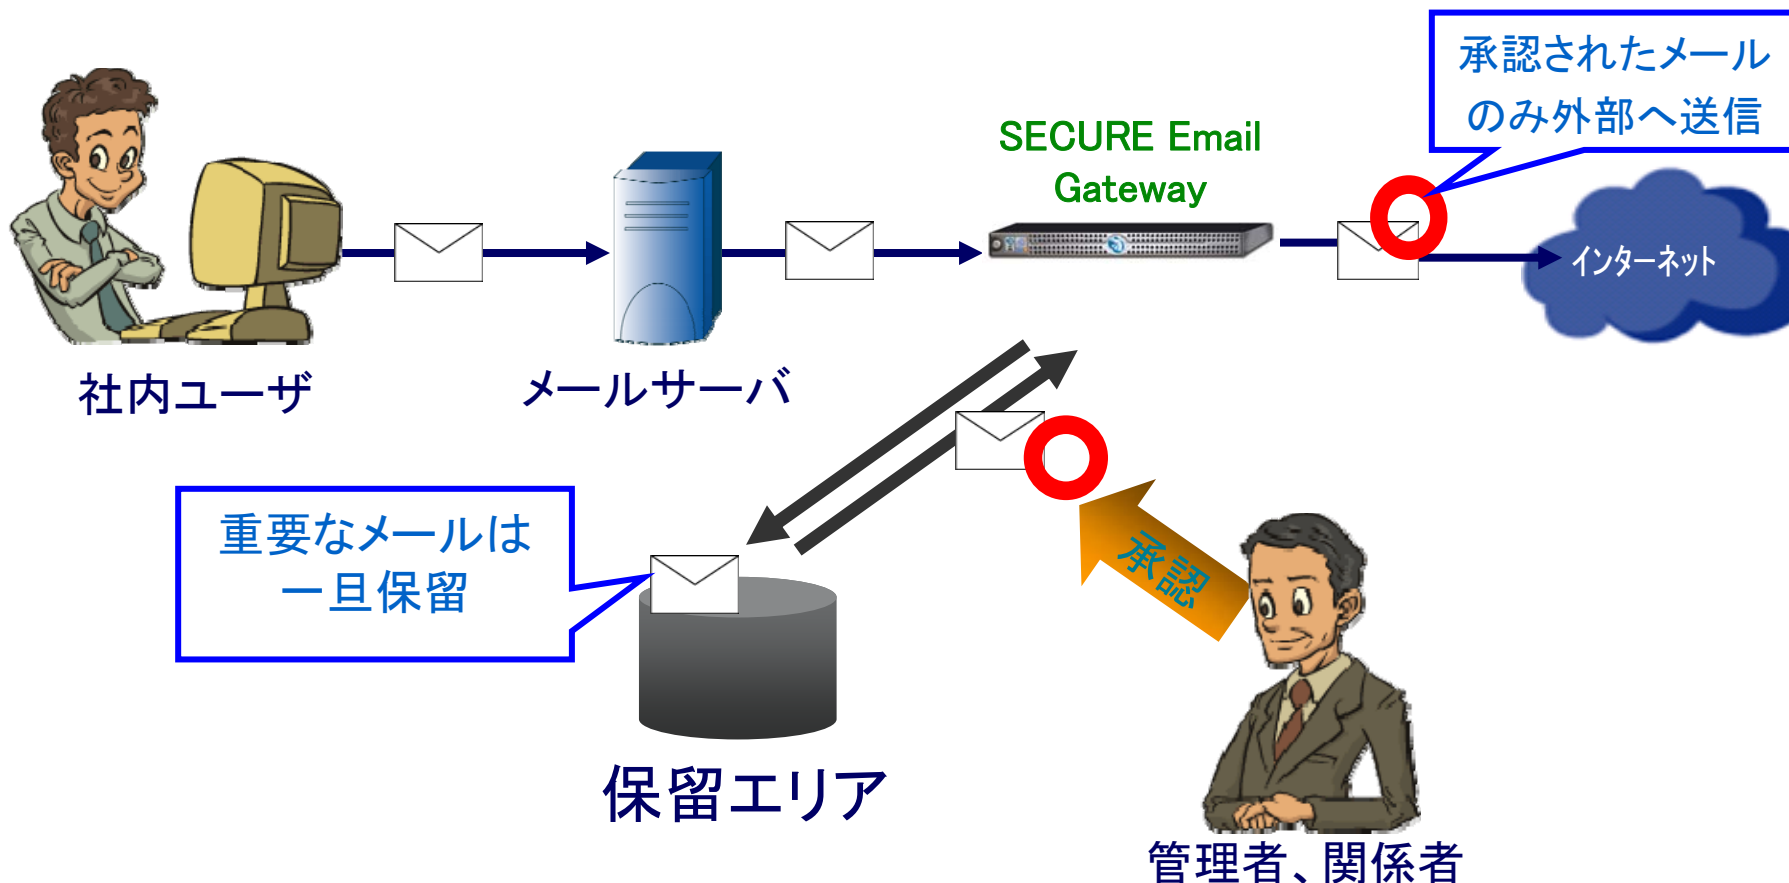 承認されたメール
のみ外部へ送信
SECURE Email
Gateway
インターネット
社内ユーザ
メールサーバ
重要なメールは
一旦保留
承認
保留エリア
管理者、関係者